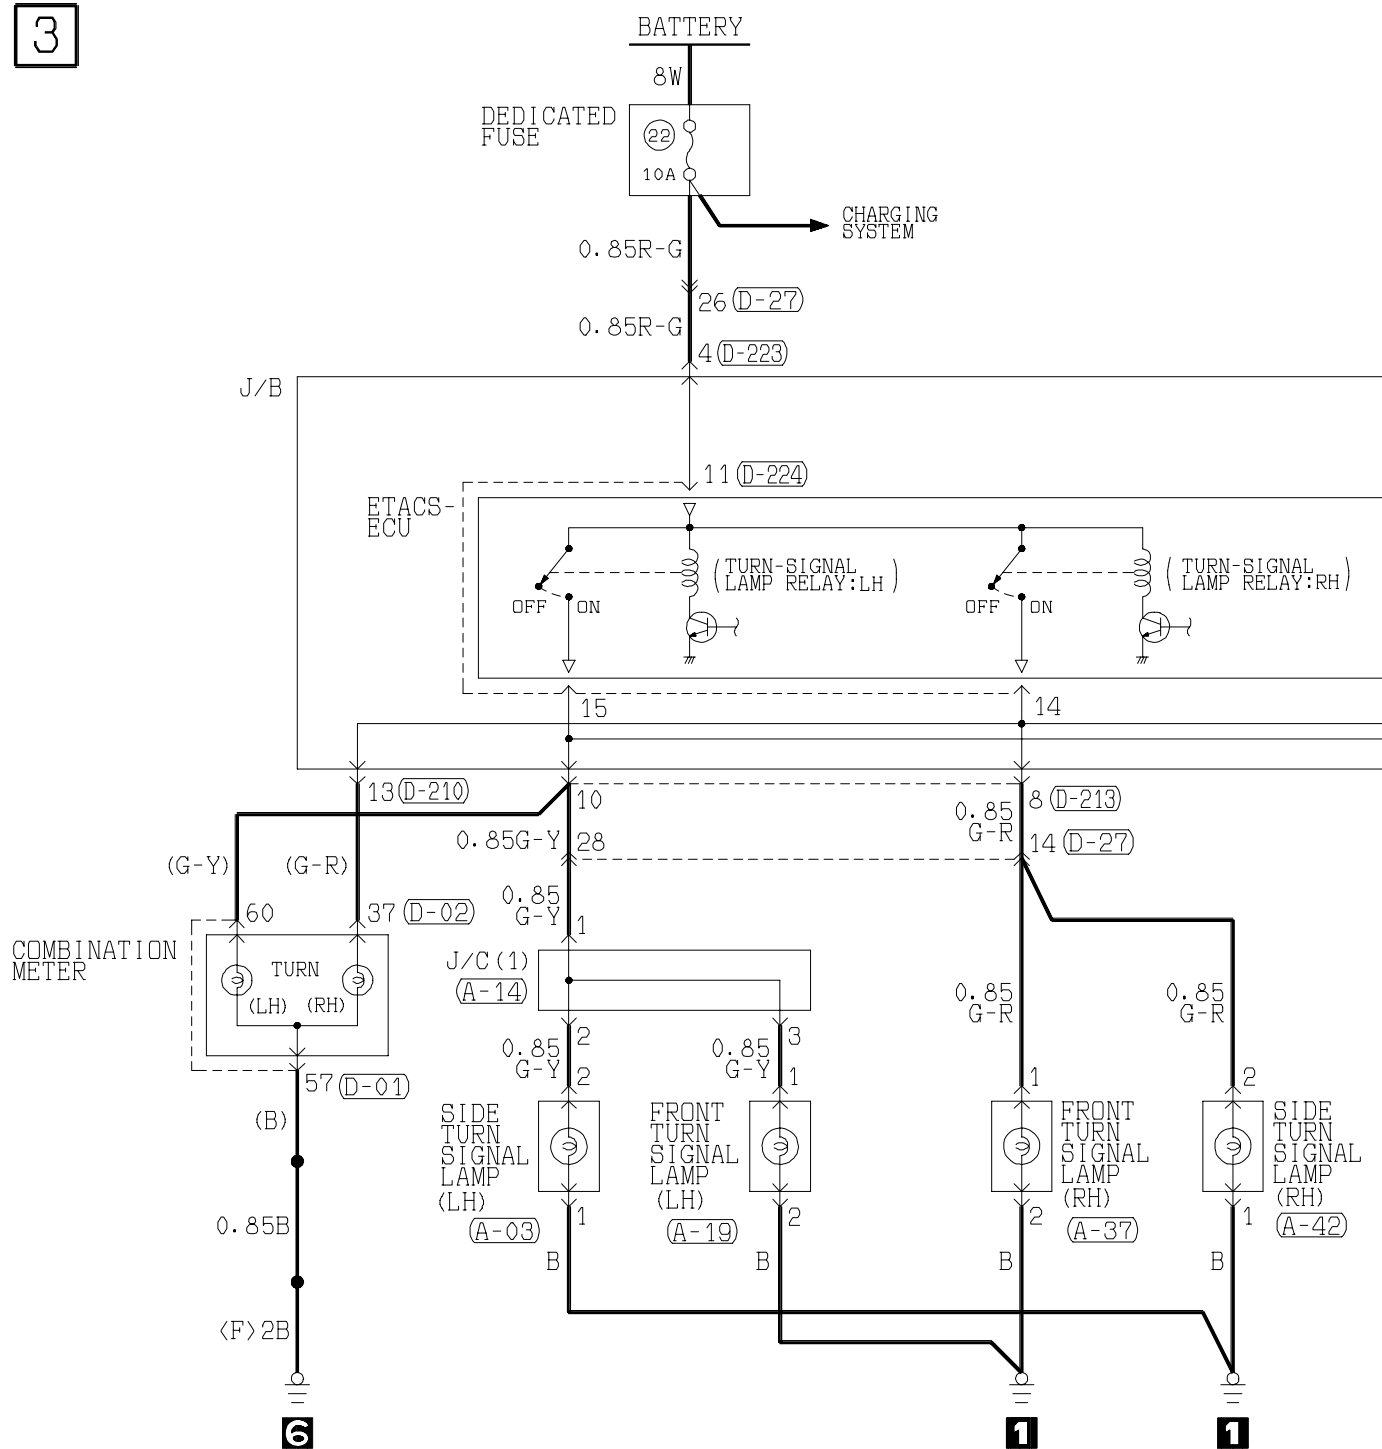 3
BATTERY
8W
DEDICATED
FUSE
22
10A
CHARGING
SYSTEM
0.85R-G
26 (D-27)
0.85R-G
4 (D-223)
J/B
11 (D-224)
ETACS-
ECU
(TURN-SIGNAL
LAMP RELAY:LH)
(TURN-SIGNAL
LAMP RELAY:RH)
OFF ON
OFF ON
15
14
13 (D-210)
10
8 (D-213)
0.85
G-R
0.85G-Y
28
14 (D-27)
(G-Y)
(G-R)
0.85
G-Y
60
37 (D-02)
1
COMBINATION
METER
TURN
(LH) (RH)
J/C(1)
(A-14)
0.85
G-R
0.85
G-R
2
3
0.85
G-Y
0.85
G-Y
57 (D-01)
2
1
1
2
(B)
SIDE
TURN
SIGNAL
LAMP
(LH)
(A-03)
FRONT
TURN
SIGNAL
LAMP
(LH)
(A-19)
FRONT
TURN
SIGNAL
LAMP
(RH)
(A-37)
SIDE
TURN
SIGNAL
LAMP
(RH)
(A-42)
1
2
2
1
0.85B
B
B
B
B
<F>2B
6
1
1